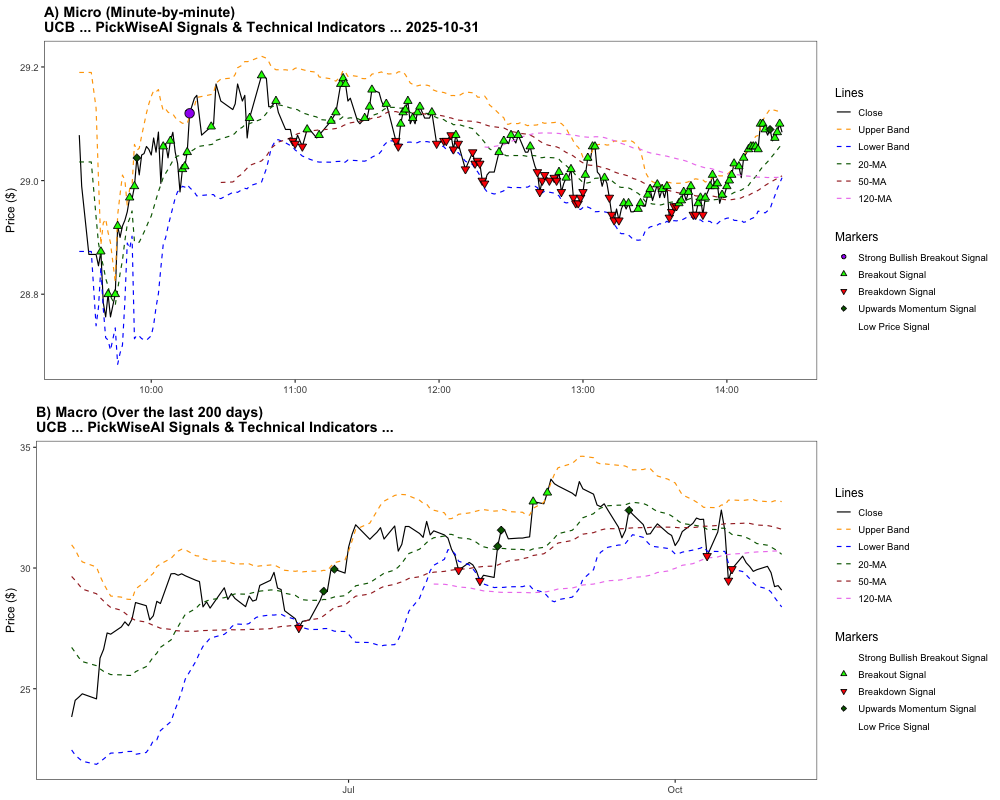 A) Micro (Minute-by-minute)
UCB ... PickWiseAI Signals & Technical Indicators ... 2025-10-31
Price ($)
29.2
29.0
28.8
10:00
11:00
12:00
13:00
14:00
Lines
Close
Upper Band
Lower Band
20-MA
50-MA
120-MA
Markers
Strong Bullish Breakout Signal
Breakout Signal
Breakdown Signal
Upwards Momentum Signal
Low Price Signal
B) Macro (Over the last 200 days)
UCB ... PickWiseAI Signals & Technical Indicators ...
Price ($)
35
30
25
Jul
Oct
Lines
Close
Upper Band
Lower Band
20-MA
50-MA
120-MA
Markers
Strong Bullish Breakout Signal
Breakout Signal
Breakdown Signal
Upwards Momentum Signal
Low Price Signal